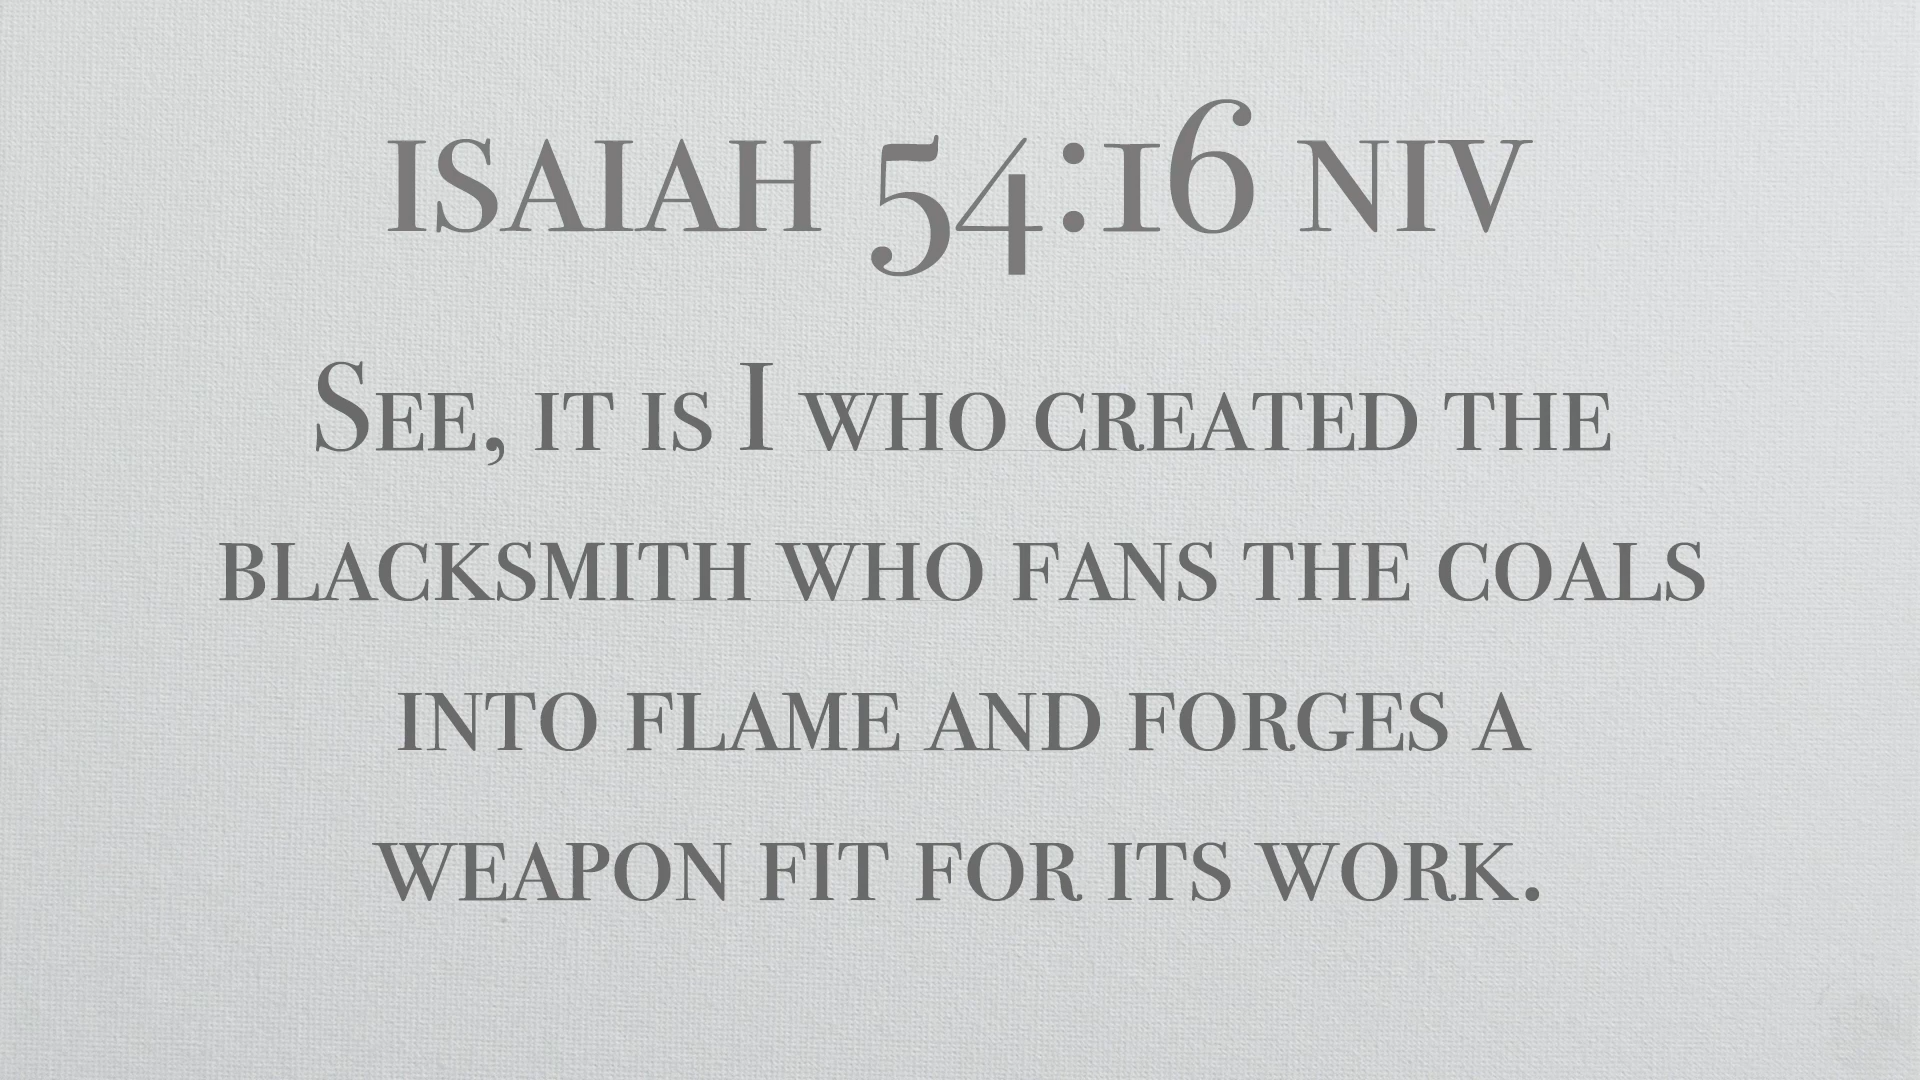 ISAIAH 54:16 NIV
See, it is I who created the
blacksmith who fans the coals
into flame and forges a
weapon fit for its work.